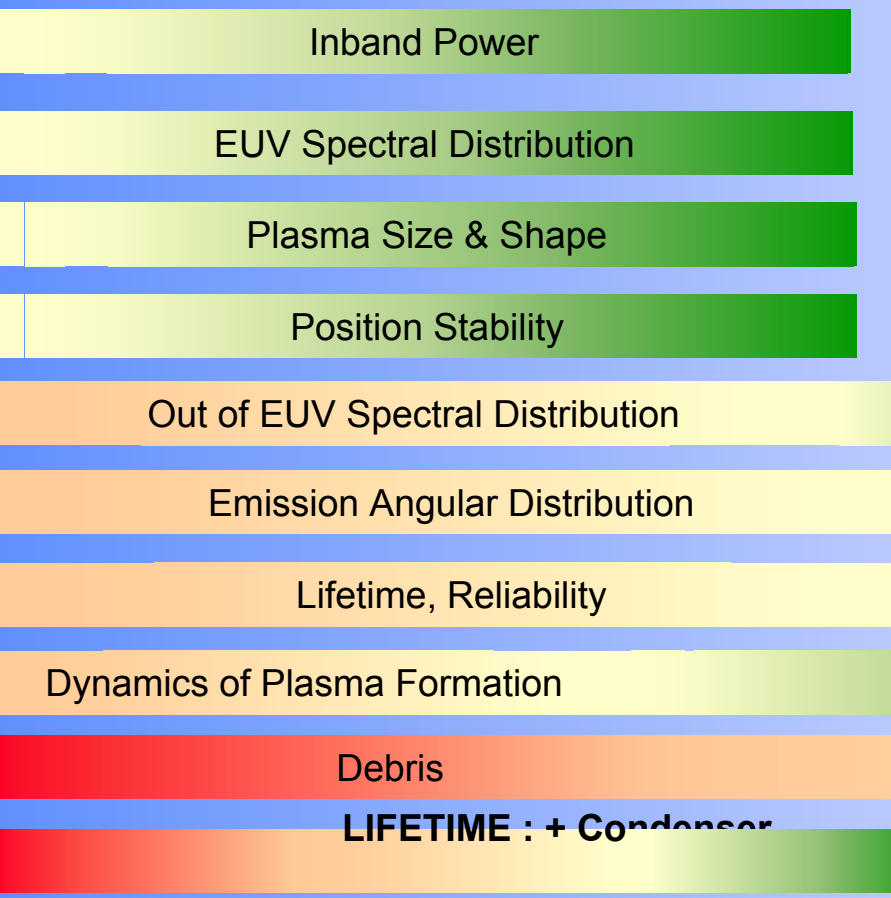 Inband Power
EUV Spectral Distribution
Plasma Size & Shape
Position Stability
Out of EUV Spectral Distribution
Emission Angular Distribution
Lifetime, Reliability
Dynamics of Plasma Formation
Debris
LIFETIME : + Condenser